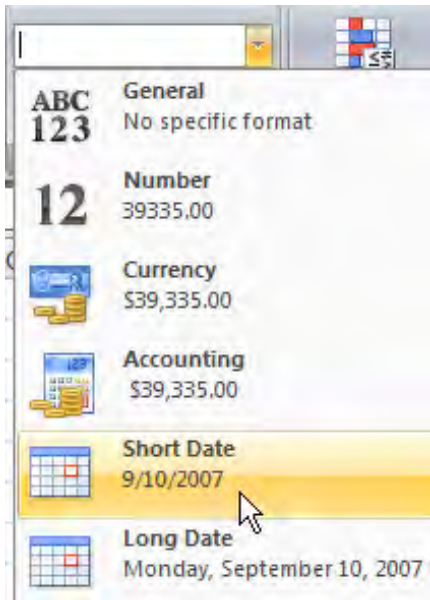 ABC
123
General
No specific format
12
Number
39335.00
Currency
$39,335.00
123
Accounting
$39,335.00
Short Date
9/10/2007
Long Date
Monday, September 10, 2007